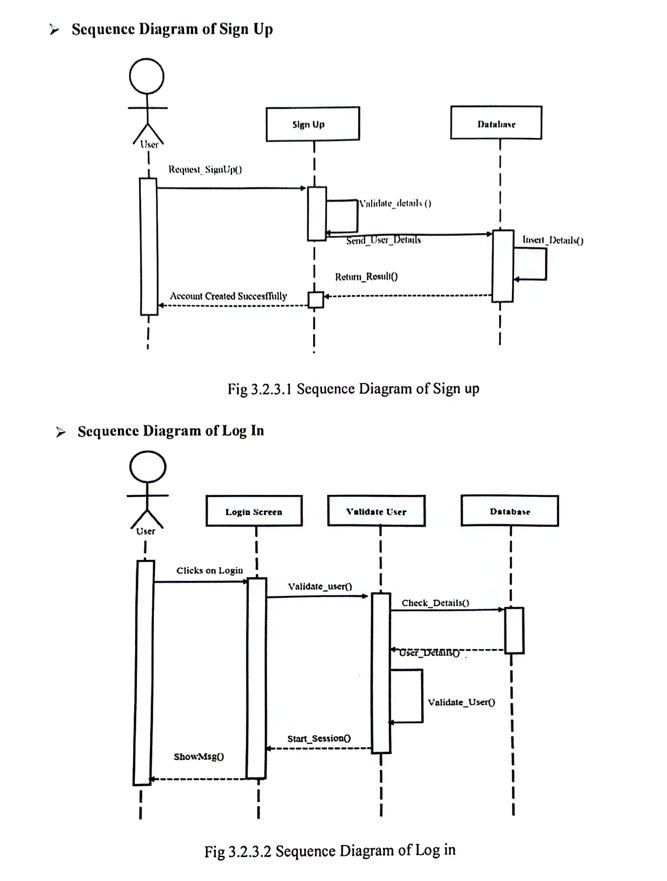 ➢ Sequence Diagram of Sign Up
User
Sign Up
Database
Request_SignUp()
Validate_details ()
Send_User_Details
Insert_Details()
Return_Result()
Account Created Succesffully
Fig 3.2.3.1 Sequence Diagram of Sign up
➢ Sequence Diagram of Log In
User
Login Screen
Validate User
Database
Clicks on Login
Validate_user()
Check_Details()
User_Details()
Validate_User()
Start_Session()
ShowMsg()
Fig 3.2.3.2 Sequence Diagram of Log in